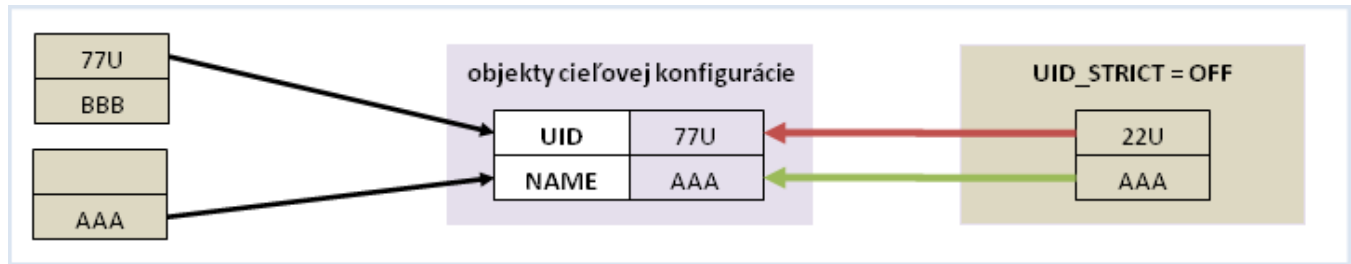 77U
BBB
AAA
objekty cieľovej konfigurácie
UID 77U
NAME AAA
UID_STRICT = OFF
22U
AAA